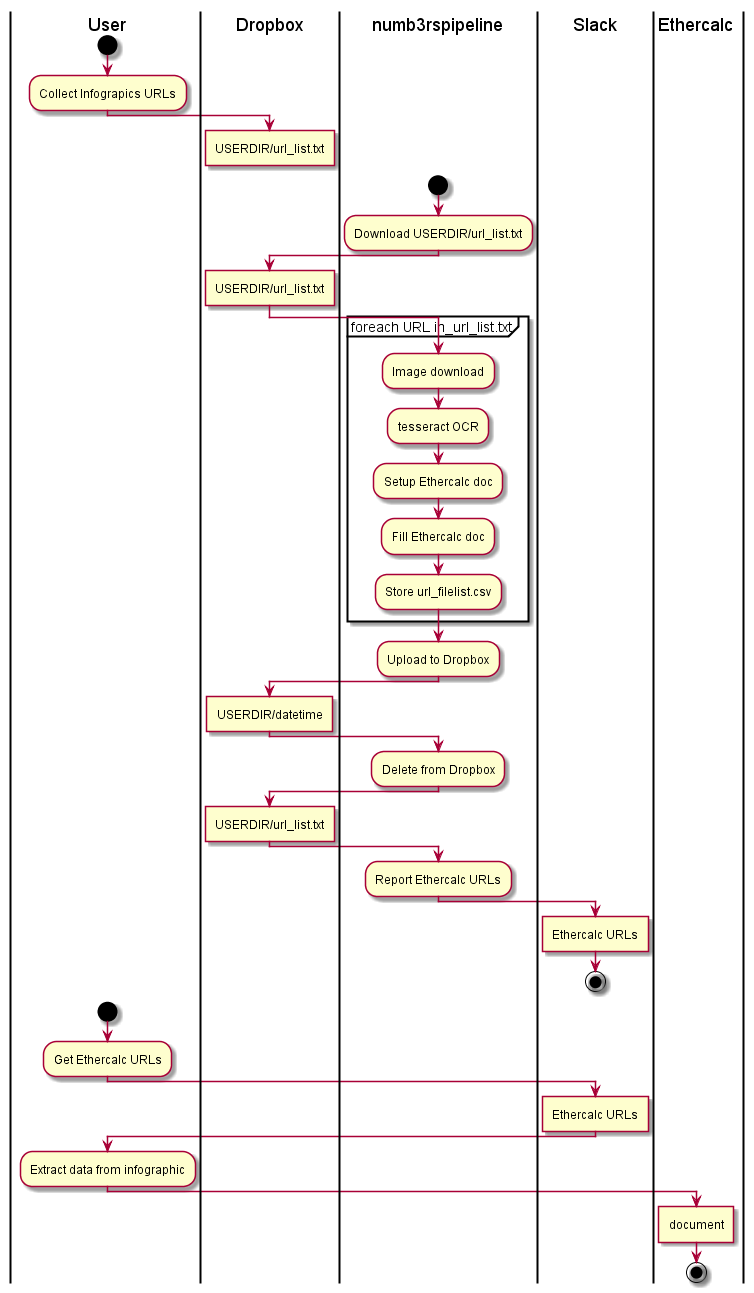 User
Dropbox
numb3rspipeline
Slack
Ethercalc
Collect Infograpics URLs
USERDIR/url_list.txt
Download USERDIR/url_list.txt
USERDIR/url_list.txt
foreach URL in_url_list.txt
Image download
tesseract OCR
Setup Ethercalc doc
Fill Ethercalc doc
Store url_filelist.csv
Upload to Dropbox
USERDIR/datetime
Delete from Dropbox
USERDIR/url_list.txt
Report Ethercalc URLs
Ethercalc URLs
Get Ethercalc URLs
Ethercalc URLs
Extract data from infographic
document